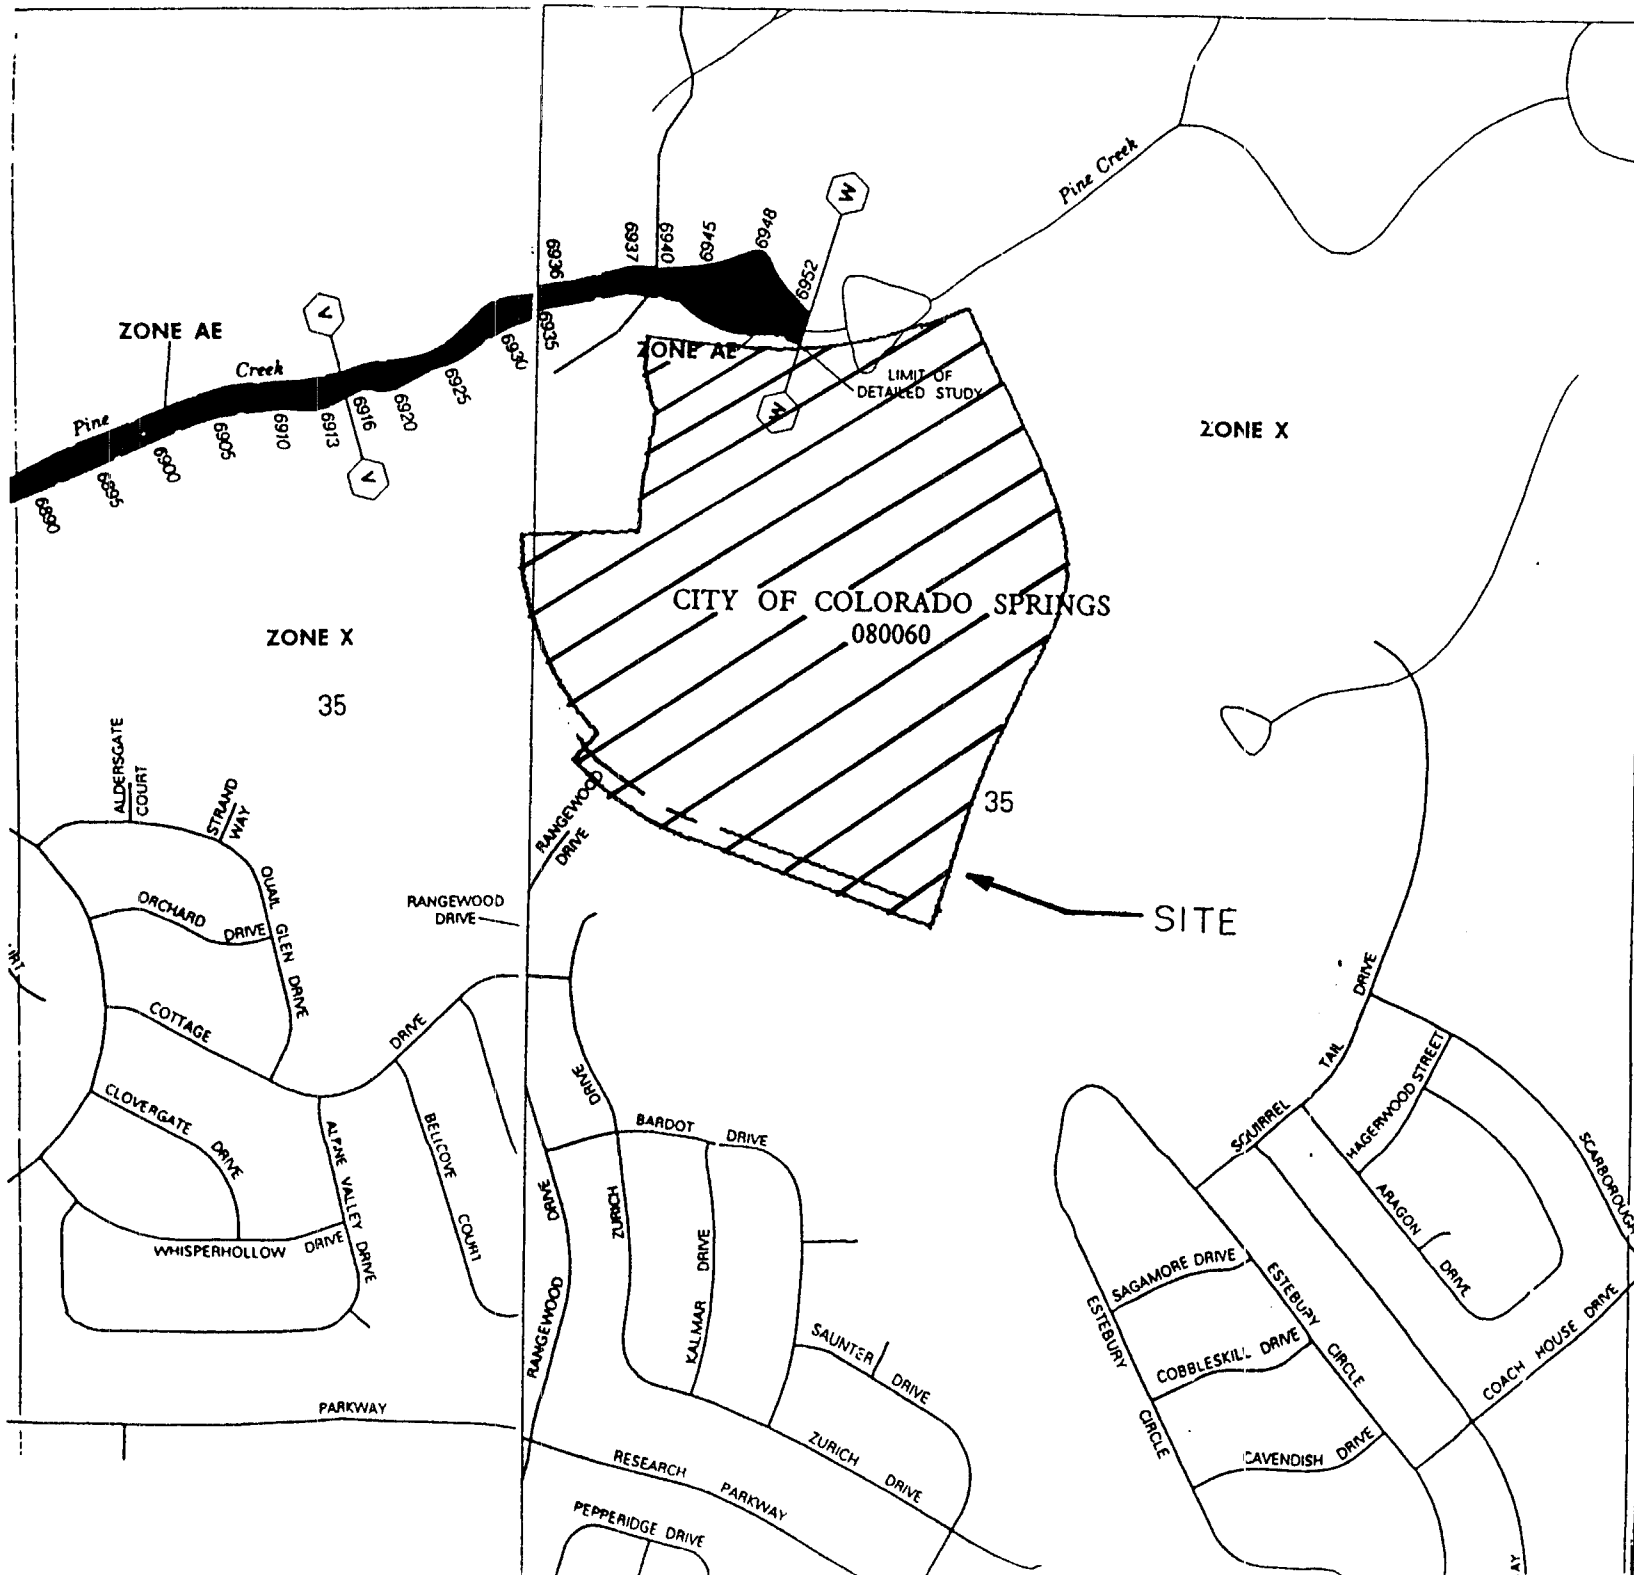 Pine Creek
W
6948
6945
6940
6937
6936
6952
V
ZONE AE
Creek
Pine
6935
6930
6925
6920
6916
6913
6910
6905
6900
6895
6890
V
ZONE AE
LIMIT OF
DETAILED STUDY
W
ZONE X
CITY OF COLORADO SPRINGS
080060
ZONE X
35
35
SITE
ALDERSGATE
COURT
STRAND
WAY
RANGEWOOD
DRIVE
RANGEWOOD
DRIVE
QUAIL GLEN DRIVE
ORCHARD DRIVE
COTTAGE DRIVE
CLOVERGATE DRIVE
ALPINE VALLEY DRIVE
BELLCOVE COURT
WHISPERHOLLOW DRIVE
DRIVE
BARDOT DRIVE
ZURICH
RANGEWOOD DRIVE
KALMAR DRIVE
SAUNTER DRIVE
ZURICH DRIVE
PARKWAY
RESEARCH PARKWAY
PEPPERIDGE DRIVE
SQUIRREL TAIL DRIVE
HAGERWOOD STREET
SCARBOROUGH
ARAGON DRIVE
SAGAMORE DRIVE
ESTEBURY CIRCLE
ESTEBURY CIRCLE
COBBLESKILL DRIVE
CAVENDISH DRIVE
COACH HOUSE DRIVE